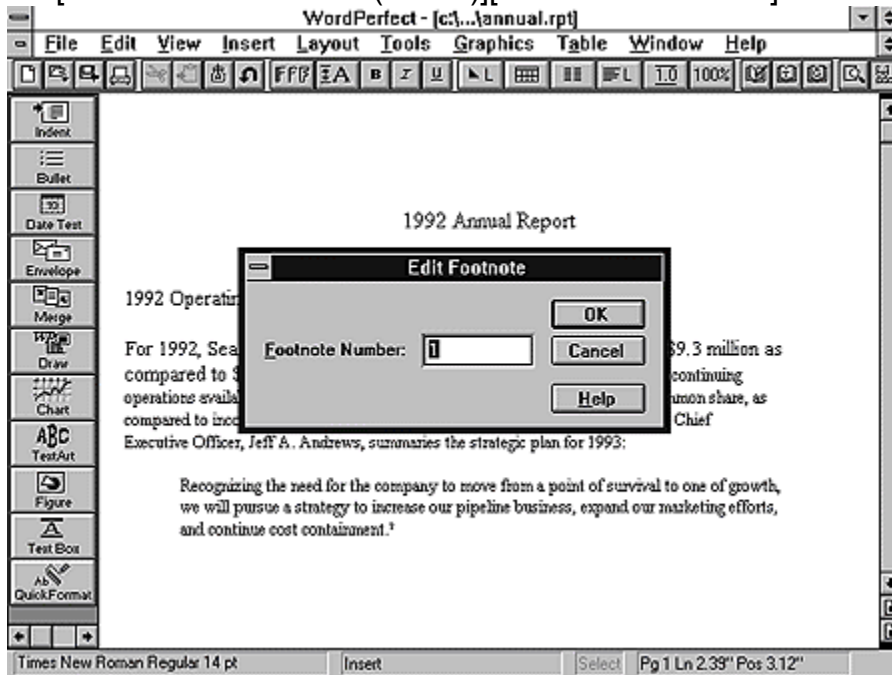 WordPerfect - [c:\...\annual.rpt]
File Edit View Insert Layout Tools Graphics Table Window Help
B I U L L 1.0 100%
Indent
Bullet
Date Text
Envelope
Merge
Draw
Chart
ABC
TextArt
Figure
A
Text Box
QuickFormat
1992 Annual Report
1992 Operatin
For 1992, Sea $9.3 million as
compared to $ continuing
operations availa mmon share, as
compared to inco Chief
Executive Officer, Jeff A. Andrews, summaries the strategic plan for 1993:
Recognizing the need for the company to move from a point of survival to one of growth,
we will pursue a strategy to increase our pipeline business, expand our marketing efforts,
and continue cost containment.
Edit Footnote
Footnote Number: 1
OK
Cancel
Help
Times New Roman Regular 14 pt Insert Select Pg 1 Ln 2.39" Pos 3.12"